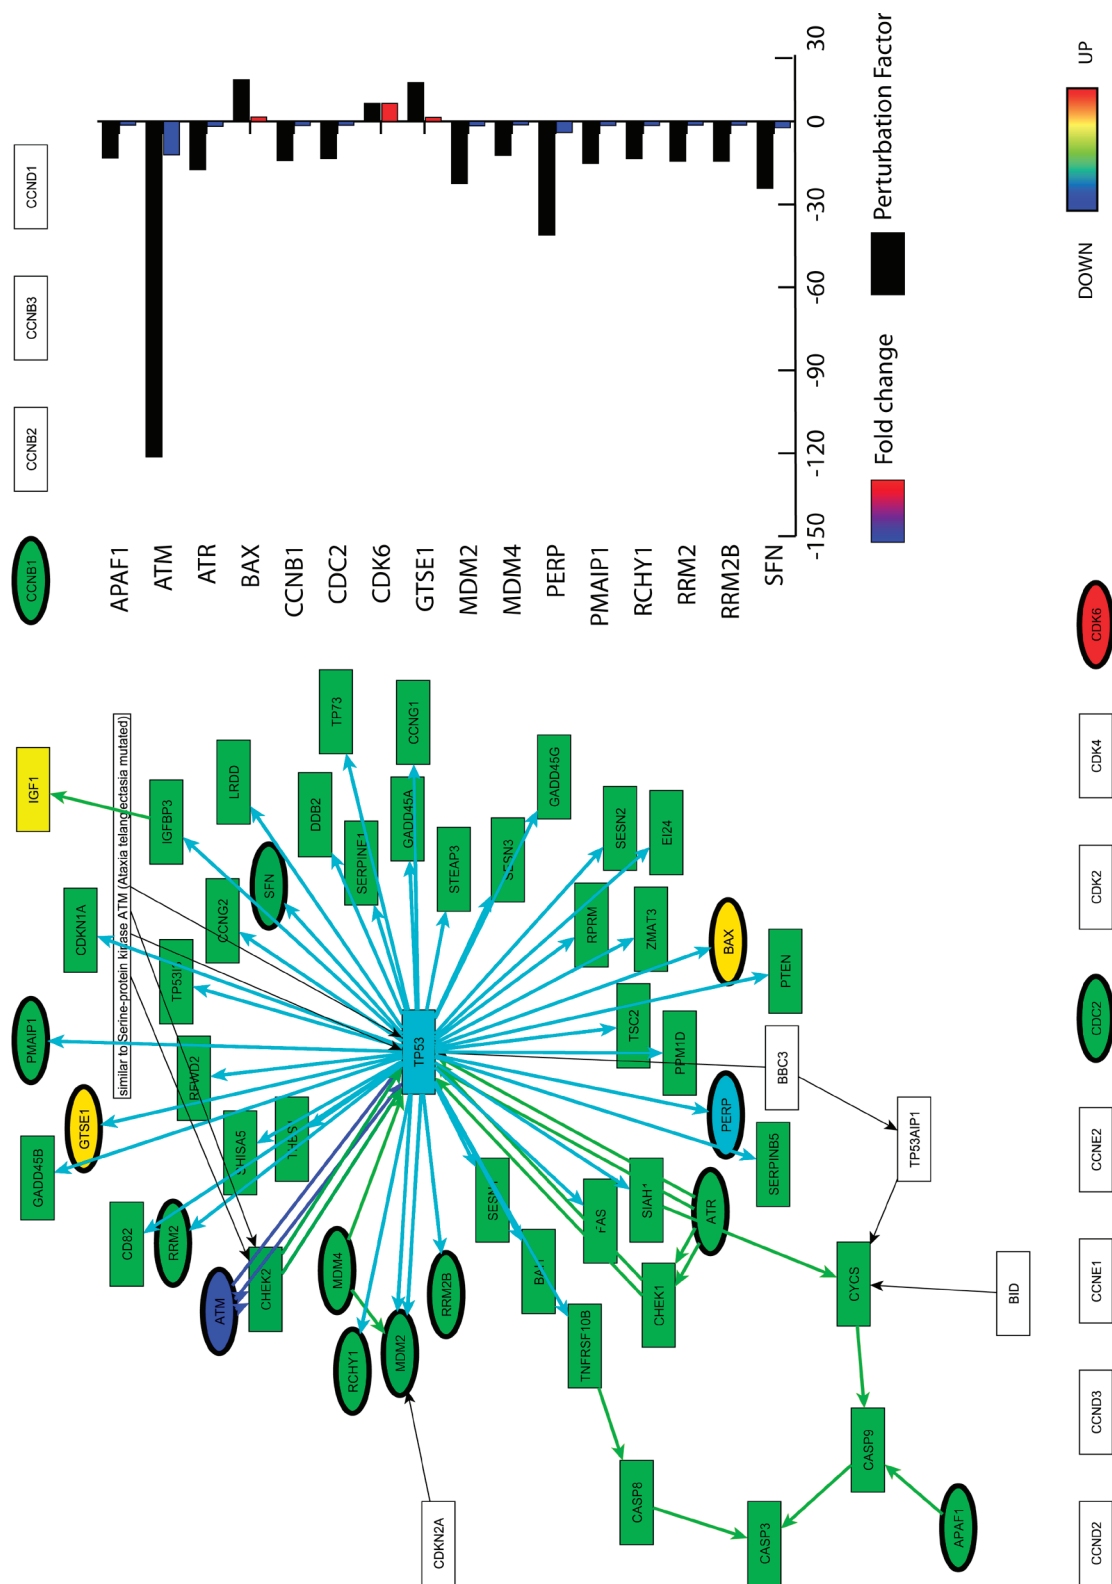 GADD45B
PMAIP1
IGF1
CCNB1
CCNB2
CCNB3
CCND1
GTSE1
CDKN1A
similar to Serine-protein kinase ATM (Ataxia telangiectasia mutated)
CD82
RRM2
RFWD2
IGFBP3
CCNG2
LRDD
ATM
SHISA5
SFN
CHEK2
THBS1
DDB2
TP73
MDM4
SERPINE1
RCHY1
MDM2
TP53
GADD45A
CCNG1
CDKN2A
RRM2B
STEAP3
SESN3
GADD45G
TNFRSF10B
FAS
RPRM
SESN2
CASP8
CHEK1
SIAH1
TSC2
ZMAT3
EI24
PPM1D
ATR
PERP
BAX
CASP3
SERPINB5
BBC3
PTEN
CASP9
CYCS
TP53AIP1
APAF1
BID
APAF1
ATM
ATR
BAX
CCNB1
CDC2
CDK6
GTSE1
MDM2
MDM4
PERP
PMAIP1
RCHY1
RRM2
RRM2B
SFN
-150 -120 -90 -60 -30 0 30
Fold change Perturbation Factor
DOWN UP
CCND2
CCND3
CCNE1
CCNE2
CDC2
CDK2
CDK4
CDK6